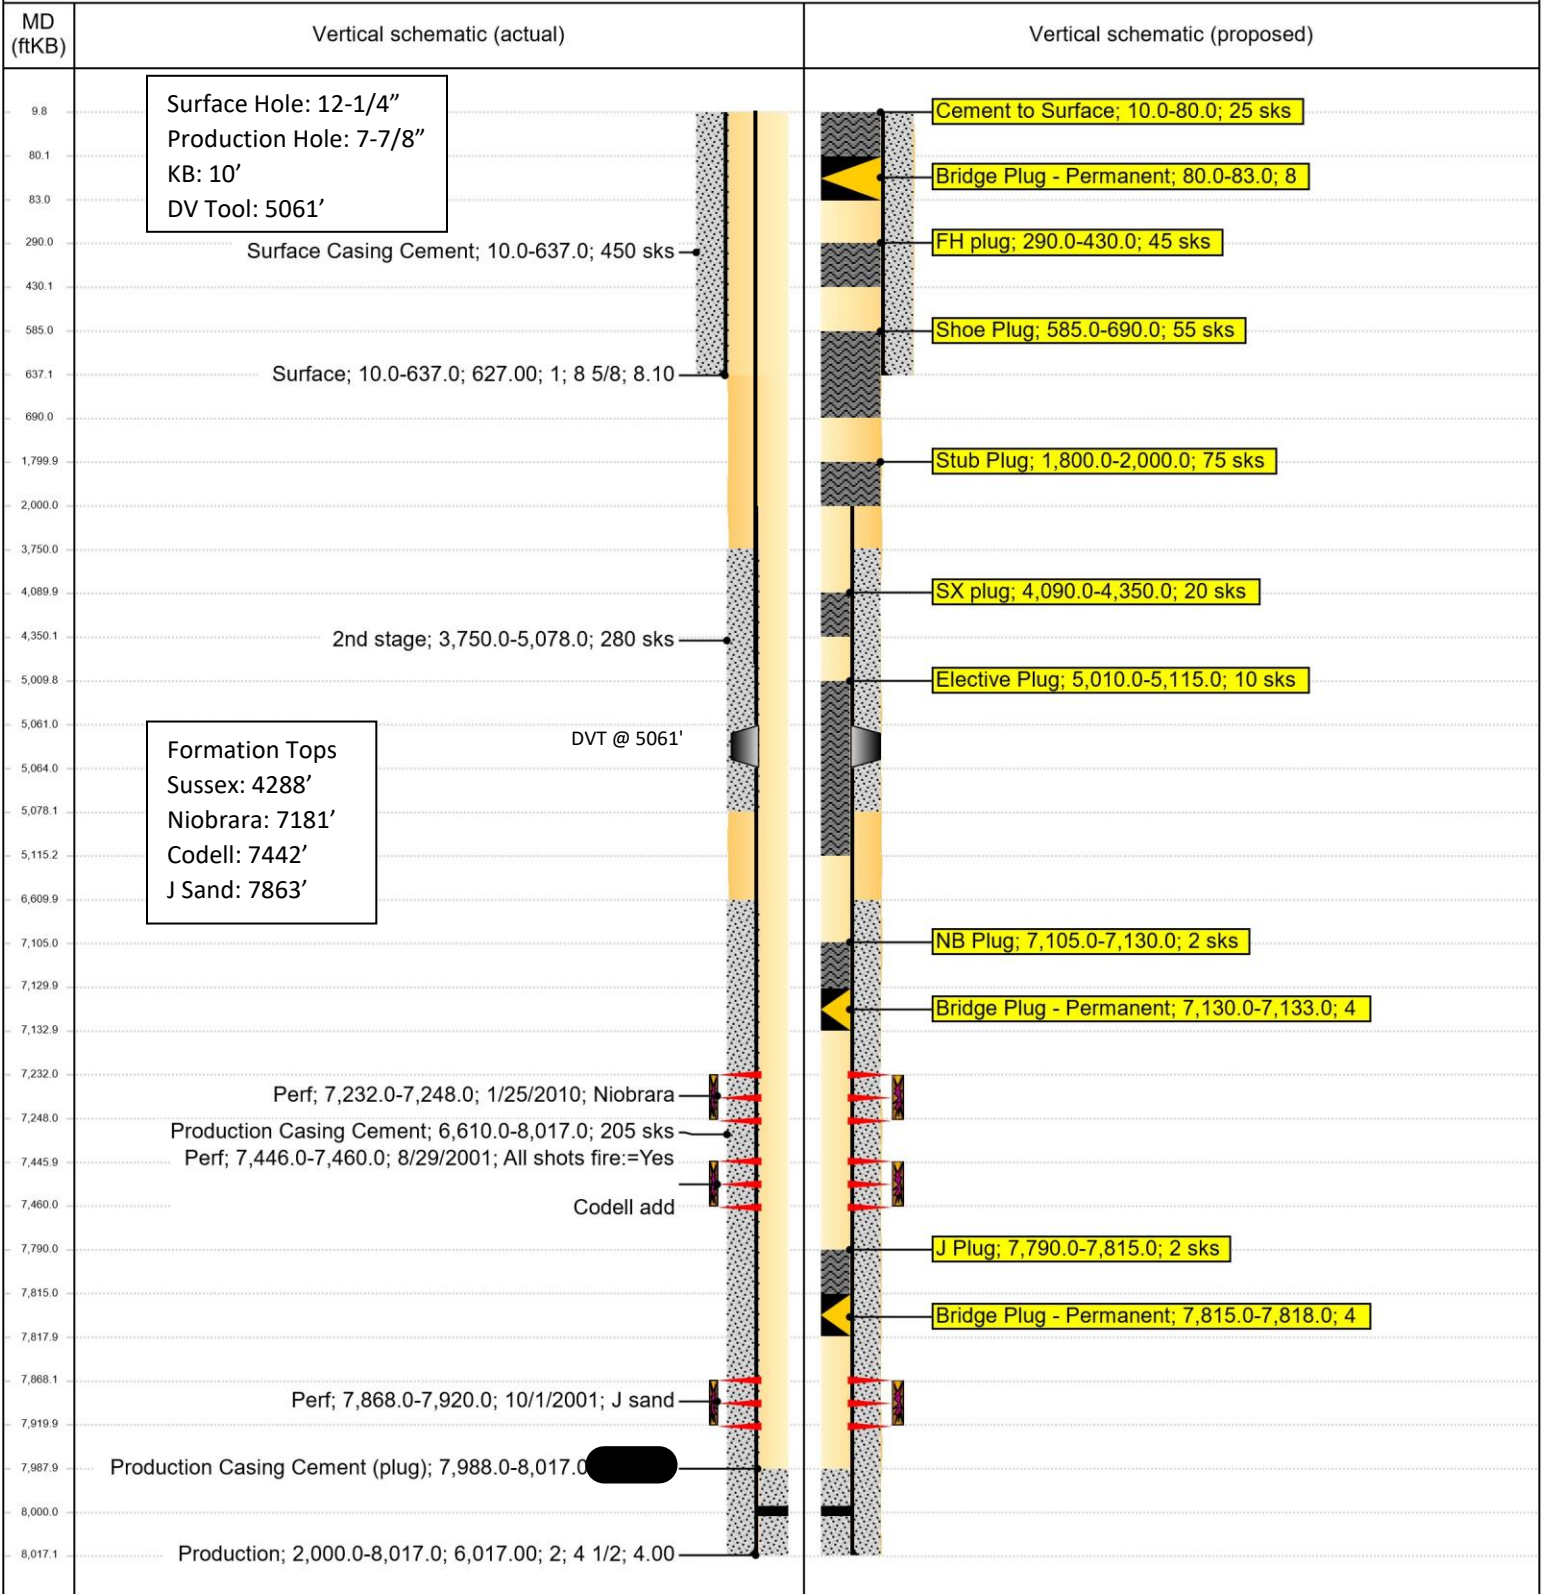 MD
(ftKB)
Vertical schematic (actual)
Vertical schematic (proposed)
Surface Hole: 12-1/4”
Production Hole: 7-7/8”
KB: 10’
DV Tool: 5061’
9.8
Cement to Surface; 10.0-80.0; 25 sks
80.1
Bridge Plug - Permanent; 80.0-83.0; 8
83.0
290.0
Surface Casing Cement; 10.0-637.0; 450 sks
FH plug; 290.0-430.0; 45 sks
430.1
585.0
Shoe Plug; 585.0-690.0; 55 sks
637.1
Surface; 10.0-637.0; 627.00; 1; 8 5/8; 8.10
690.0
1,799.9
Stub Plug; 1,800.0-2,000.0; 75 sks
2,000.0
3,750.0
4,089.9
SX plug; 4,090.0-4,350.0; 20 sks
4,350.1
2nd stage; 3,750.0-5,078.0; 280 sks
5,009.8
Elective Plug; 5,010.0-5,115.0; 10 sks
5,061.0
DVT @ 5061'
5,064.0
Formation Tops
Sussex: 4288’
Niobrara: 7181’
Codell: 7442’
J Sand: 7863’
5,078.1
5,115.2
6,609.9
7,105.0
NB Plug; 7,105.0-7,130.0; 2 sks
7,129.9
Bridge Plug - Permanent; 7,130.0-7,133.0; 4
7,132.9
7,232.0
Perf; 7,232.0-7,248.0; 1/25/2010; Niobrara
7,248.0
Production Casing Cement; 6,610.0-8,017.0; 205 sks
7,445.9
Perf; 7,446.0-7,460.0; 8/29/2001; All shots fire:=Yes
7,460.0
Codell add
7,790.0
J Plug; 7,790.0-7,815.0; 2 sks
7,815.0
Bridge Plug - Permanent; 7,815.0-7,818.0; 4
7,817.9
7,868.1
Perf; 7,868.0-7,920.0; 10/1/2001; J sand
7,919.9
7,987.9
Production Casing Cement (plug); 7,988.0-8,017.0
8,000.0
8,017.1
Production; 2,000.0-8,017.0; 6,017.00; 2; 4 1/2; 4.00